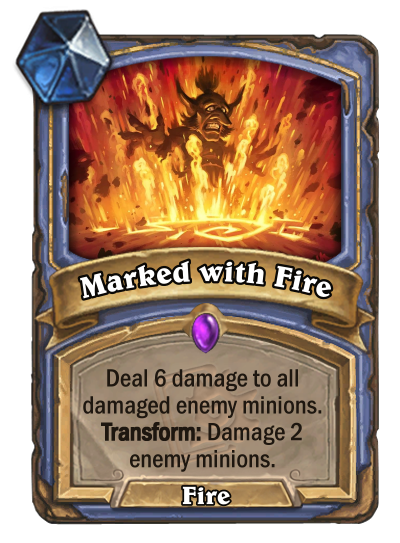 Marked with Fire
Deal 6 damage to all
damaged enemy minions.
Transform: Damage 2
enemy minions.
Fire